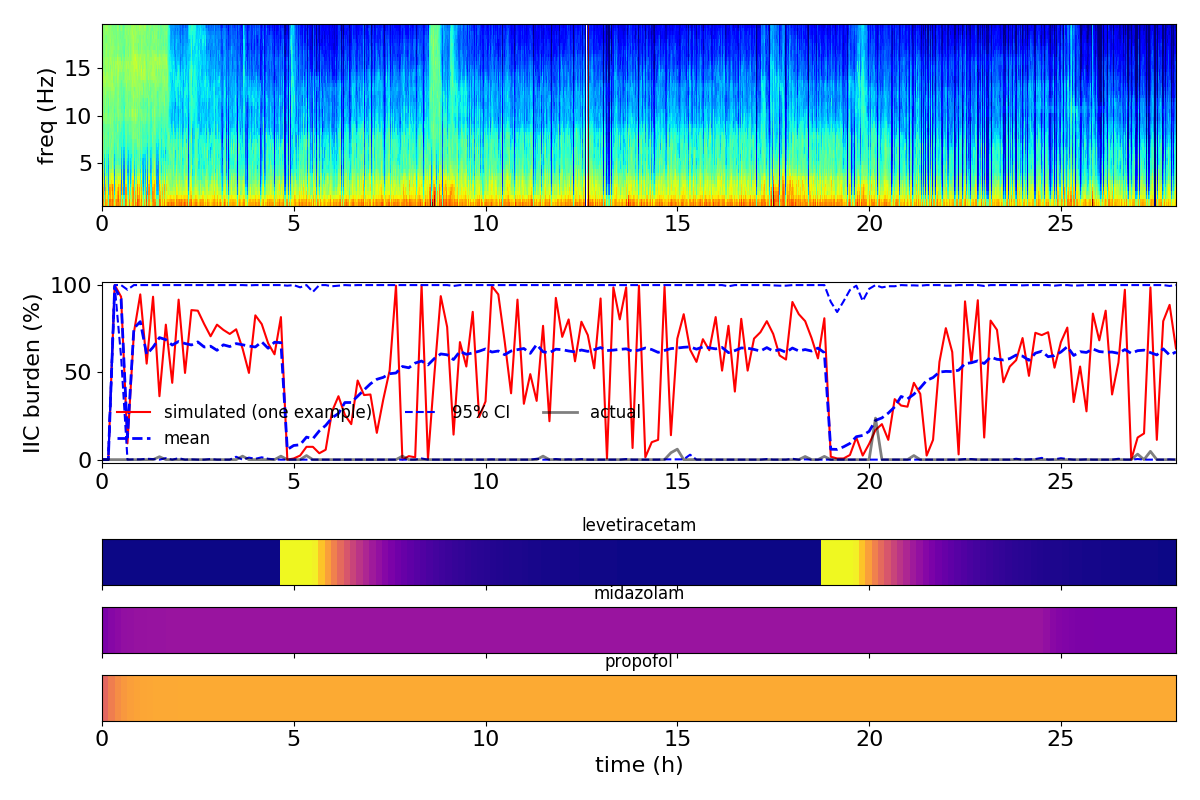 freq (Hz)
15
10
5
0 5 10 15 20 25
IIC burden (%)
100
50
0
simulated (one example) 95% CI actual
mean
0 5 10 15 20 25
levetiracetam
midazolam
propofol
0 5 10 15 20 25
time (h)